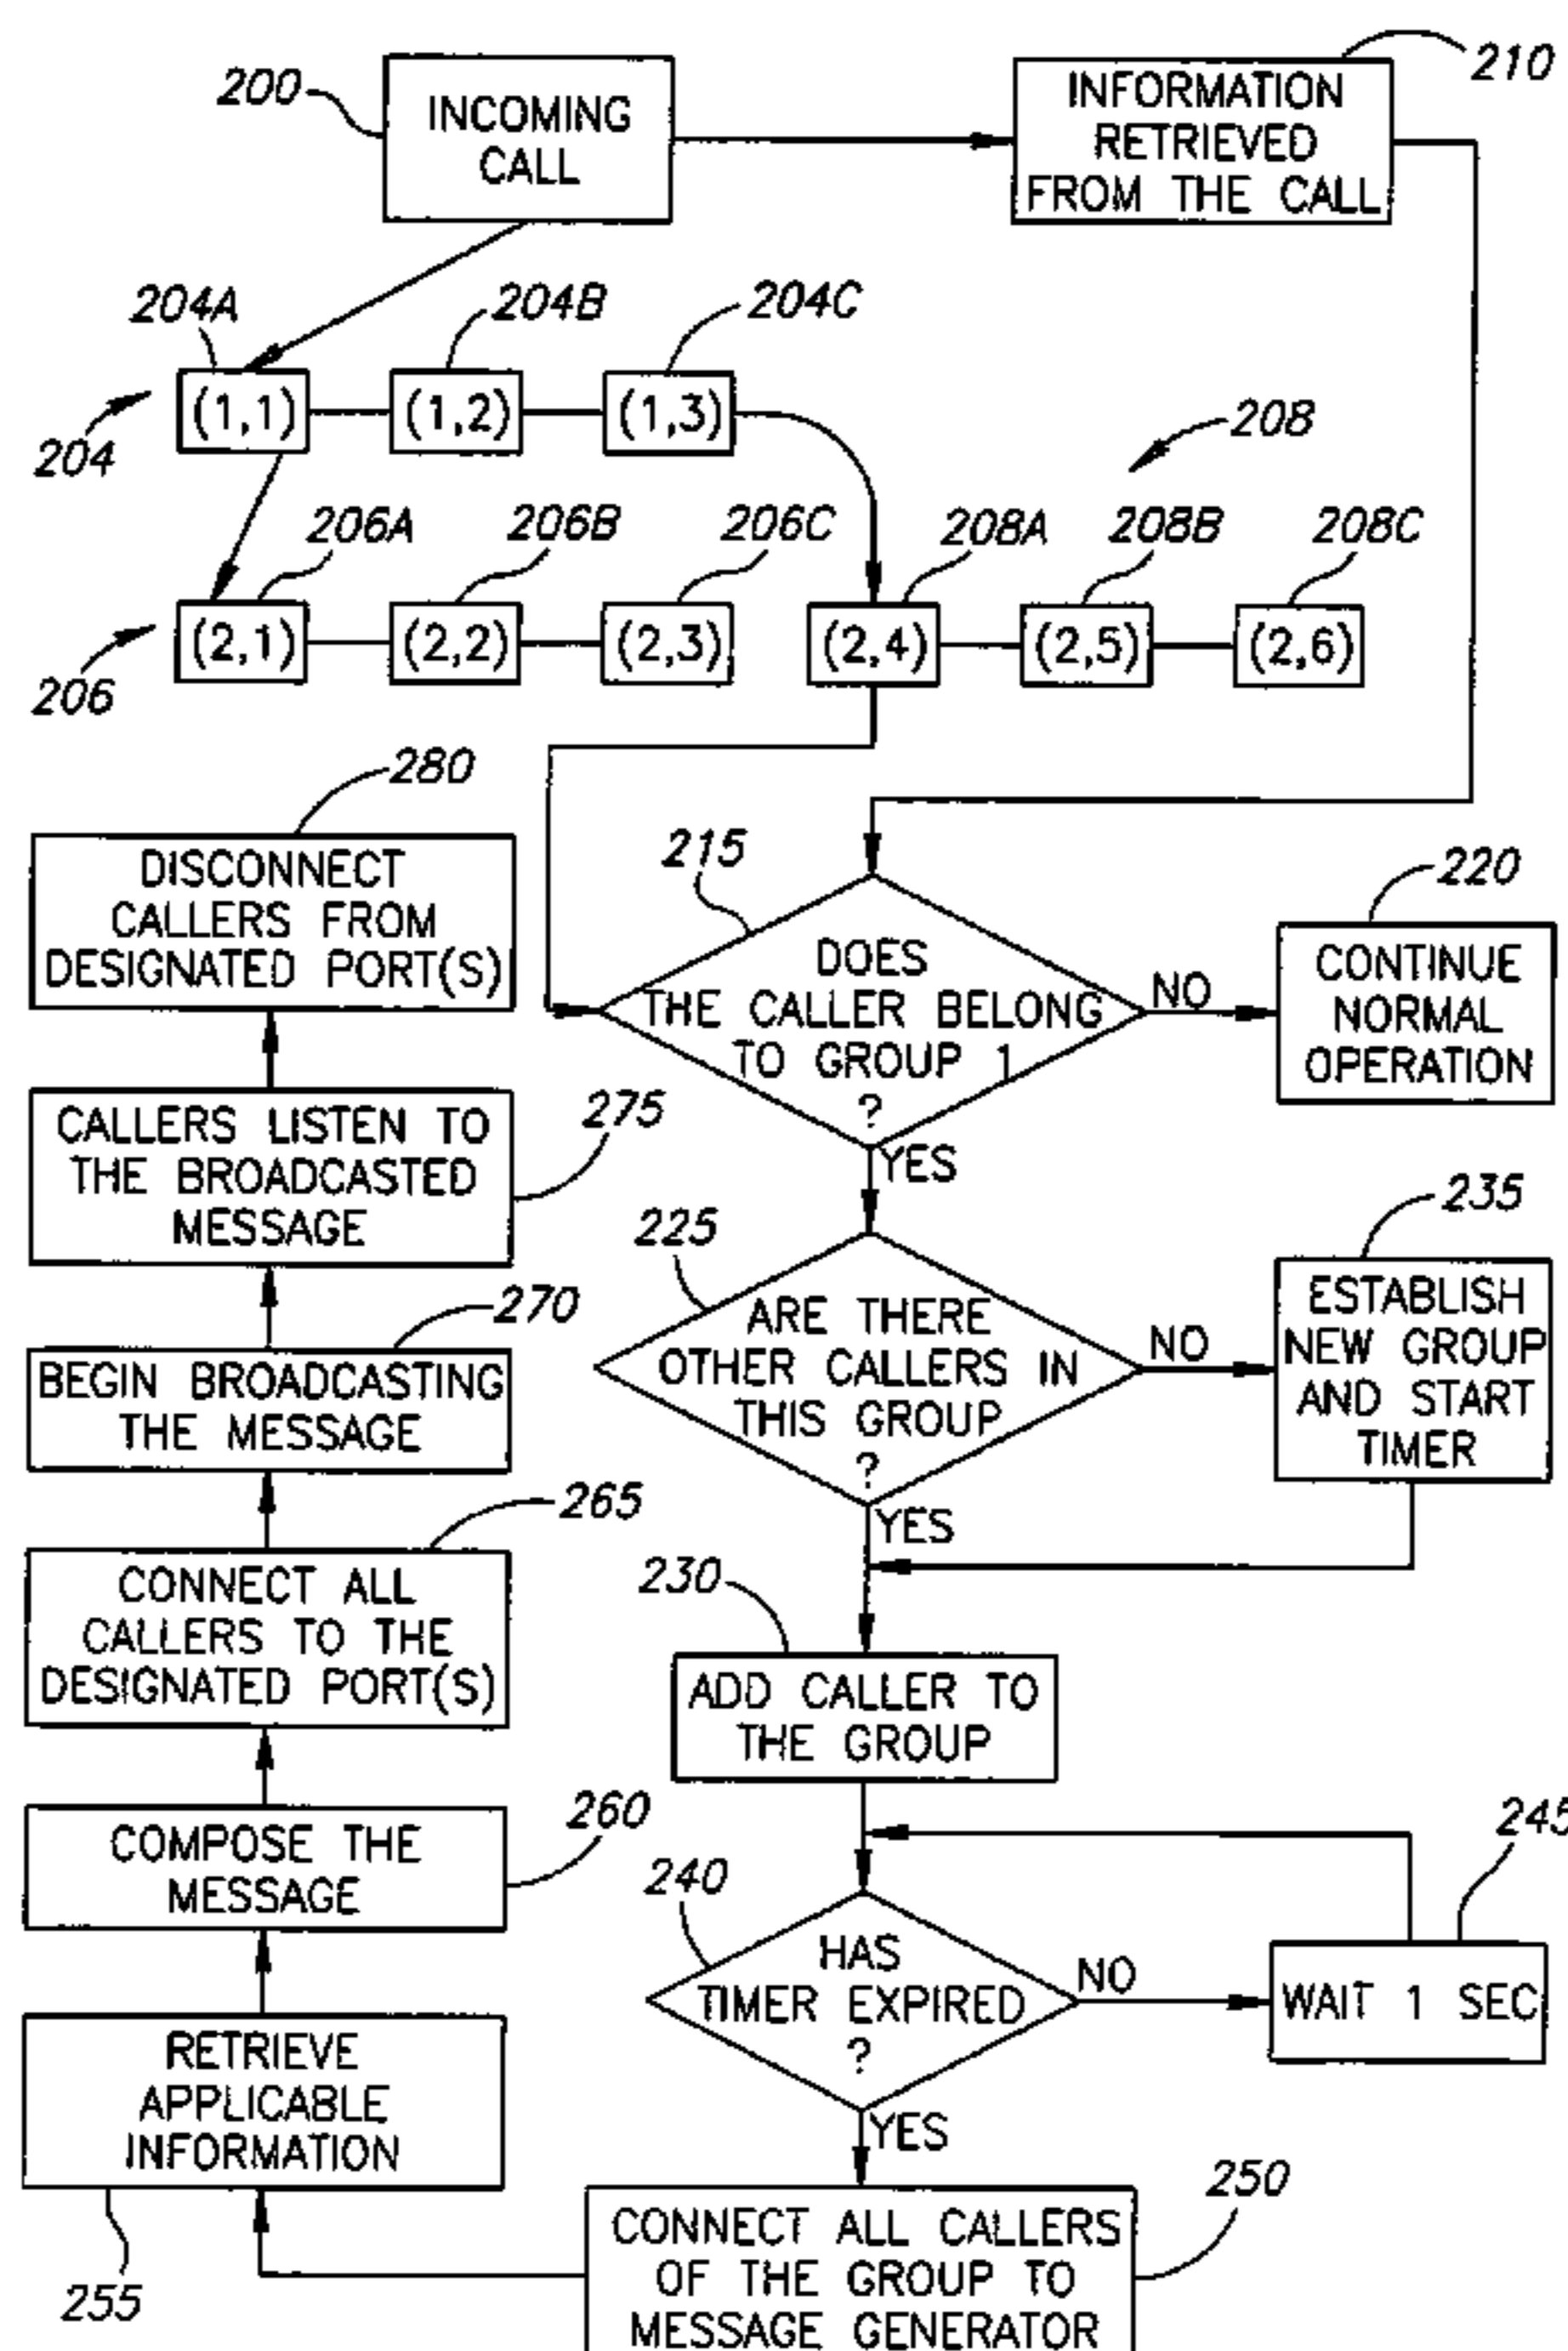 200
INCOMING
CALL
210
INFORMATION
RETRIEVED
FROM THE CALL
204A
204B
204C
204
(1,1)
(1,2)
(1,3)
208
206A
206B
206C
208A
208B
208C
206
(2,1)
(2,2)
(2,3)
(2,4)
(2,5)
(2,6)
280
DISCONNECT
CALLERS FROM
DESIGNATED PORT(S)
215
DOES
THE CALLER BELONG
TO GROUP 1
?
NO
YES
220
CONTINUE
NORMAL
OPERATION
CALLERS LISTEN TO
THE BROADCASTED
MESSAGE
275
225
ARE THERE
OTHER CALLERS IN
THIS GROUP
?
NO
YES
235
ESTABLISH
NEW GROUP
AND START
TIMER
270
BEGIN BROADCASTING
THE MESSAGE
265
CONNECT ALL
CALLERS TO THE
DESIGNATED PORT(S)
230
ADD CALLER TO
THE GROUP
260
COMPOSE THE
MESSAGE
240
HAS
TIMER EXPIRED
?
NO
YES
245
WAIT 1 SEC
RETRIEVE
APPLICABLE
INFORMATION
255
250
CONNECT ALL CALLERS
OF THE GROUP TO
MESSAGE GENERATOR